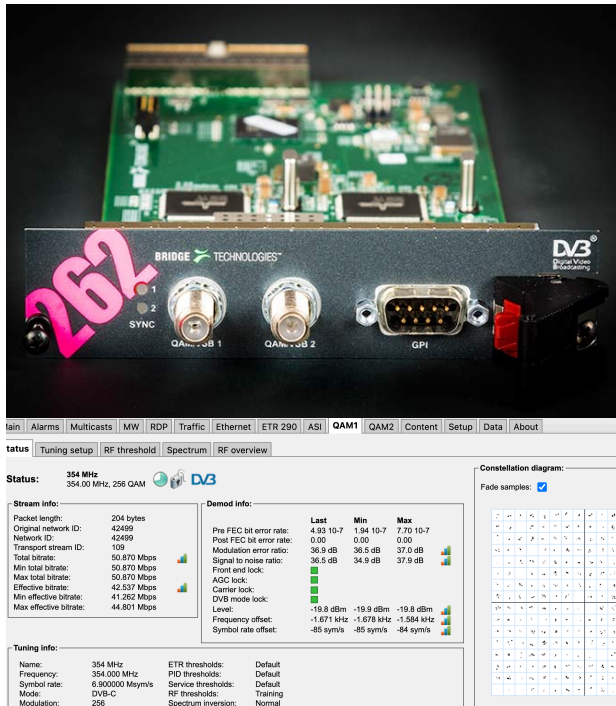 262
BRIDGE TECHNOLOGIES™
DVB®
Digital Video
Broadcasting
1
2
SYNC
QAM/VSB 1
QAM/VSB 2
GPI
Main Alarms Multicasts MW RDP Traffic Ethernet ETR 290 ASI QAM1 QAM2 Content Setup Data About
Status Tuning setup RF threshold Spectrum RF overview
Status: 354 MHz
354.00 MHz, 256 QAM DVB
Stream info:
Packet length: 204 bytes
Original network ID: 42499
Network ID: 42499
Transport stream ID: 109
Total bitrate: 50.870 Mbps
Min total bitrate: 50.870 Mbps
Max total bitrate: 50.870 Mbps
Effective bitrate: 42.537 Mbps
Min effective bitrate: 41.262 Mbps
Max effective bitrate: 44.801 Mbps
Demod info:
Last Min Max
Pre FEC bit error rate: 4.93 10-7 1.94 10-7 7.70 10-7
Post FEC bit error rate: 0.00 0.00 0.00
Modulation error ratio: 36.9 dB 36.5 dB 37.0 dB
Signal to noise ratio: 36.5 dB 34.9 dB 37.9 dB
Front end lock:
AGC lock:
Carrier lock:
DVB mode lock:
Level: -19.8 dBm -19.9 dBm -19.8 dBm
Frequency offset: -1.671 kHz -1.678 kHz -1.584 kHz
Symbol rate offset: -85 sym/s -85 sym/s -84 sym/s
Constellation diagram:
Fade samples:
Tuning info:
Name: 354 MHz ETR thresholds: Default
Frequency: 354.000 MHz PID thresholds: Default
Symbol rate: 6.900000 Msym/s Service thresholds: Default
Mode: DVB-C RF thresholds: Training
Modulation: 256 Spectrum inversion: Normal